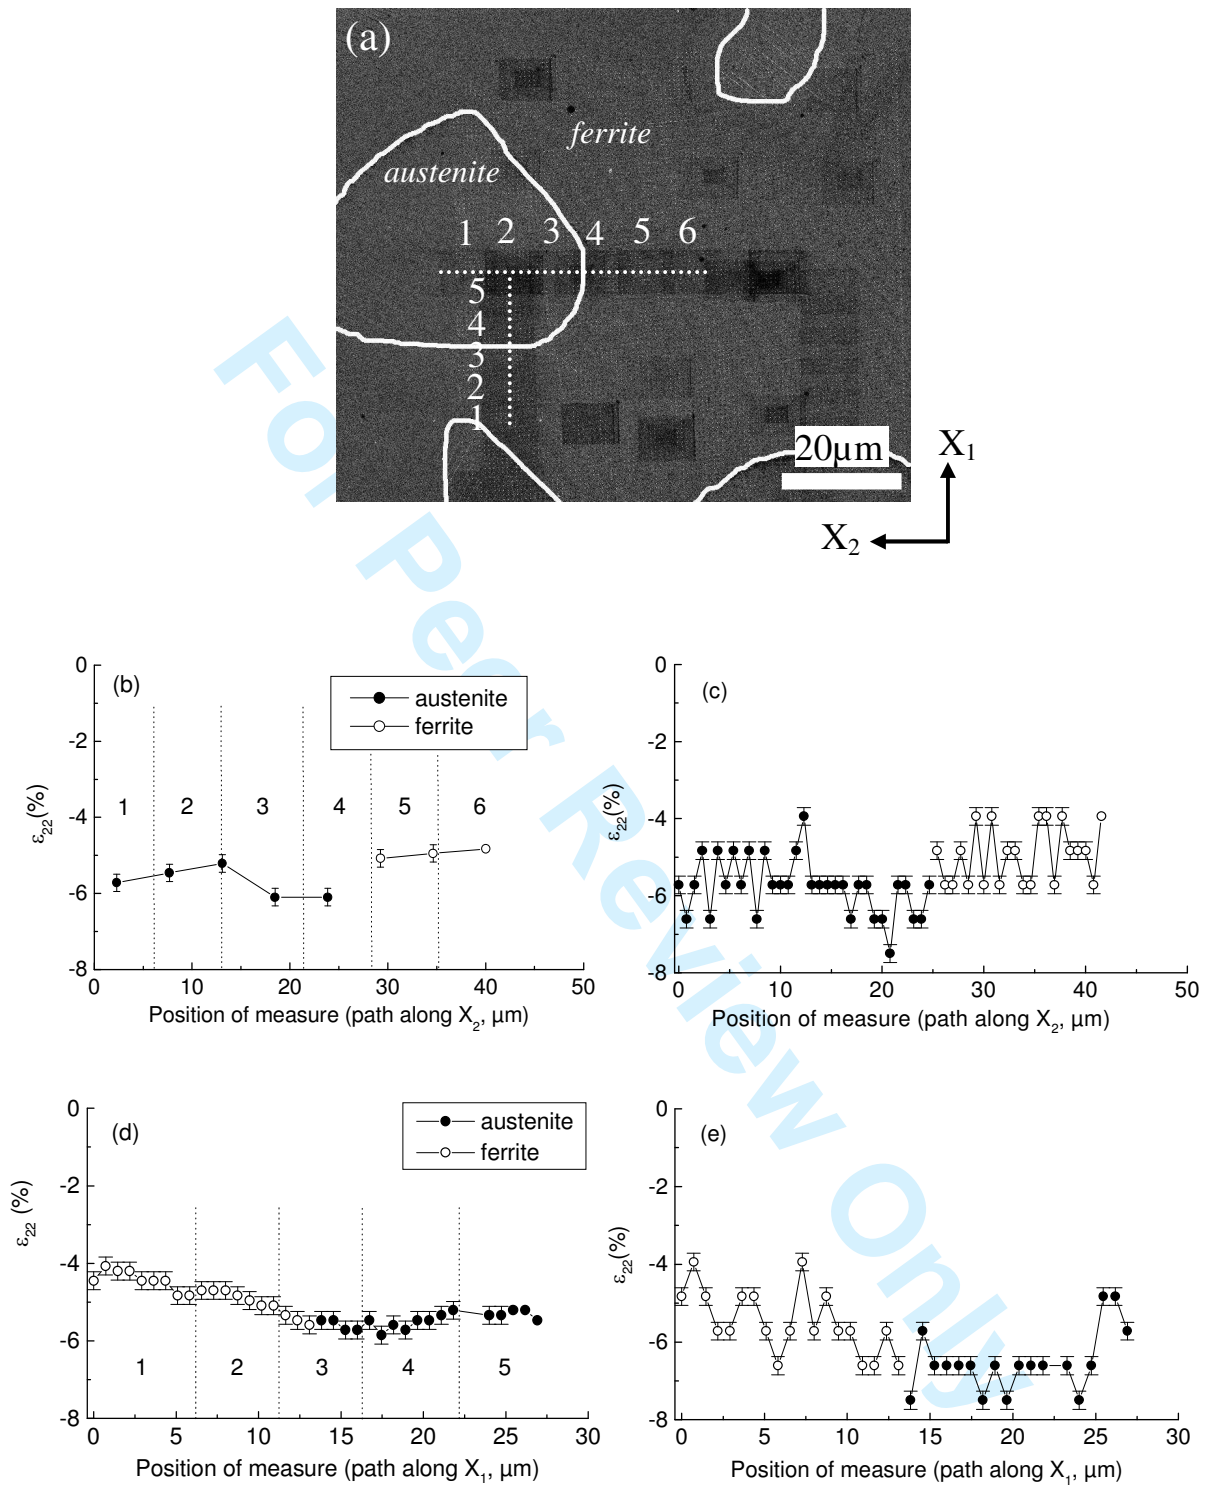 (a)
ferrite
austenite
1 2 3 4 5 6
5
4
3
2
1
20µm
X1
X2
For Peer Review Only
(b)
austenite
ferrite
0
-2
-4
-6
-8
ε22(%)
1 2 3 4 5 6
0 10 20 30 40 50
Position of measure (path along X2, µm)
(c)
0
-2
-4
-6
-8
ε22(%)
0 10 20 30 40 50
Position of measure (path along X2, µm)
(d)
austenite
ferrite
0
-2
-4
-6
-8
ε22(%)
1 2 3 4 5
0 5 10 15 20 25 30
Position of measure (path along X1, µm)
(e)
0
-2
-4
-6
-8
ε22(%)
0 5 10 15 20 25 30
Position of measure (path along X1, µm)